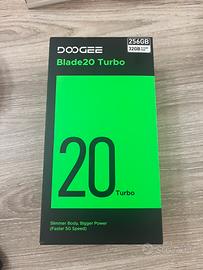 DOOGEE
Blade20 Turbo
256GB
32GB
20
Turbo
Slimmer Body, Bigger Power
(Faster 5G Speed)